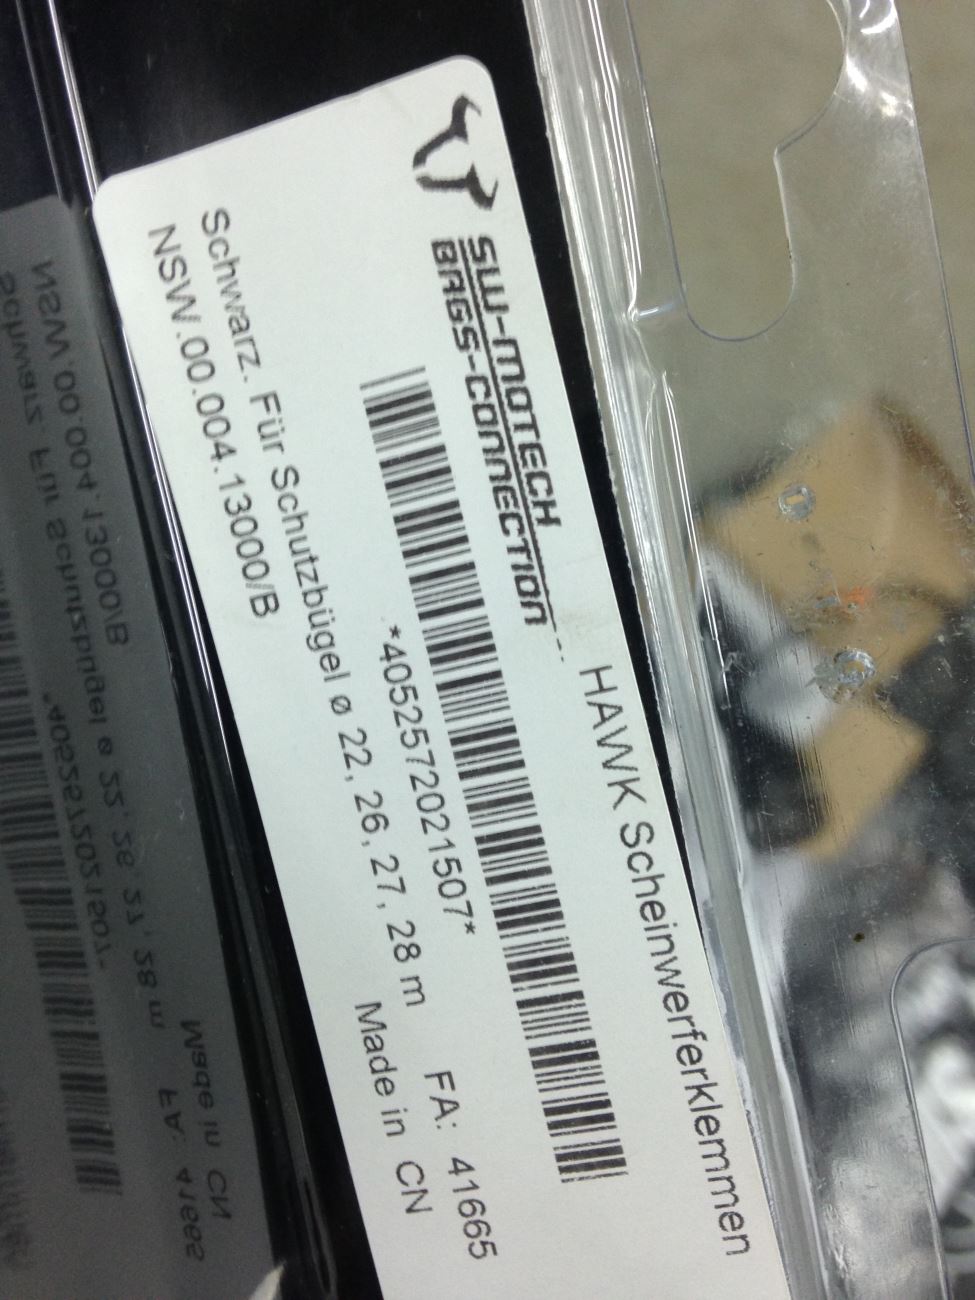 SW-MOTECH
BAGS-CONNECTION
HAWK Scheinwerferklemmen
*4052572021507*
Schwarz. Für Schutzbügel ø 22, 26, 27, 28 m
FA: 41665
NSW.00.004.13000/B
Made in CN